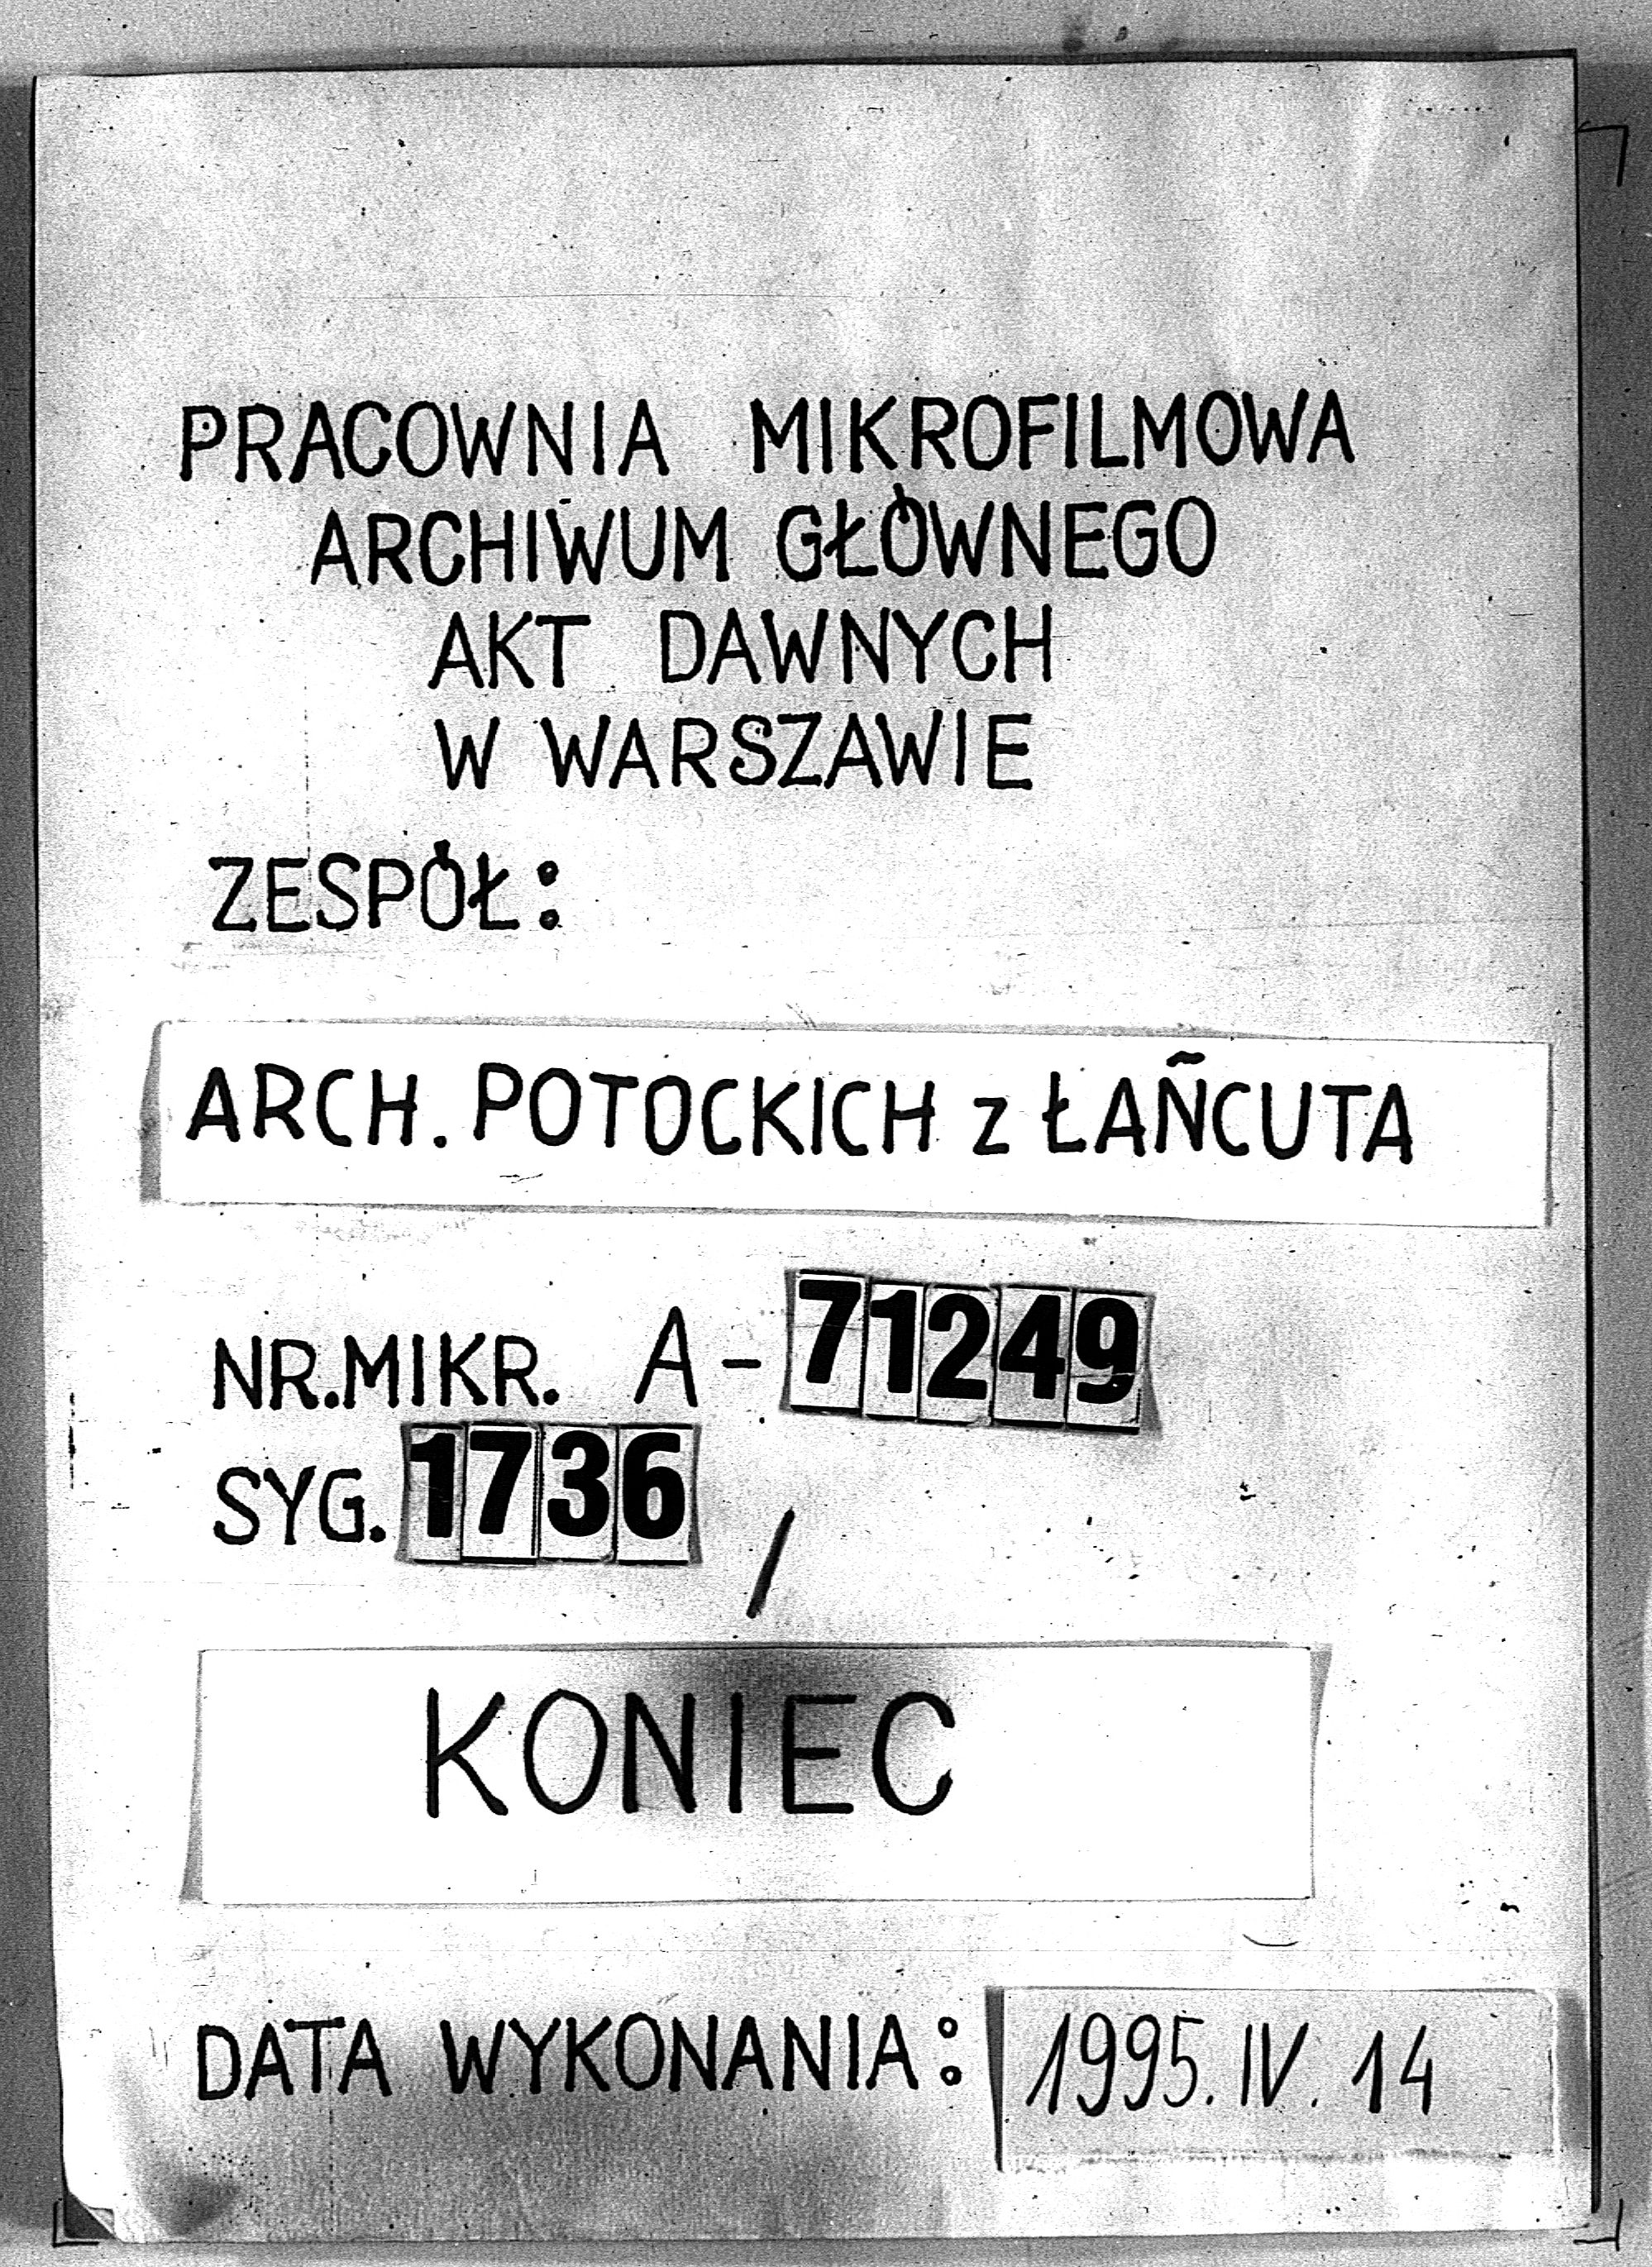 PRACOWNIA MIKROFILMOWA
ARCHIWUM GŁÓWNEGO
AKT DAWNYCH
W WARSZAWIE
ZESPÓŁ:
ARCH. POTOCKICH z ŁAŃCUTA
NR.MIKR. A-71249
SYG. 1736 /
KONIEC
DATA WYKONANIA: 1995.IV.14